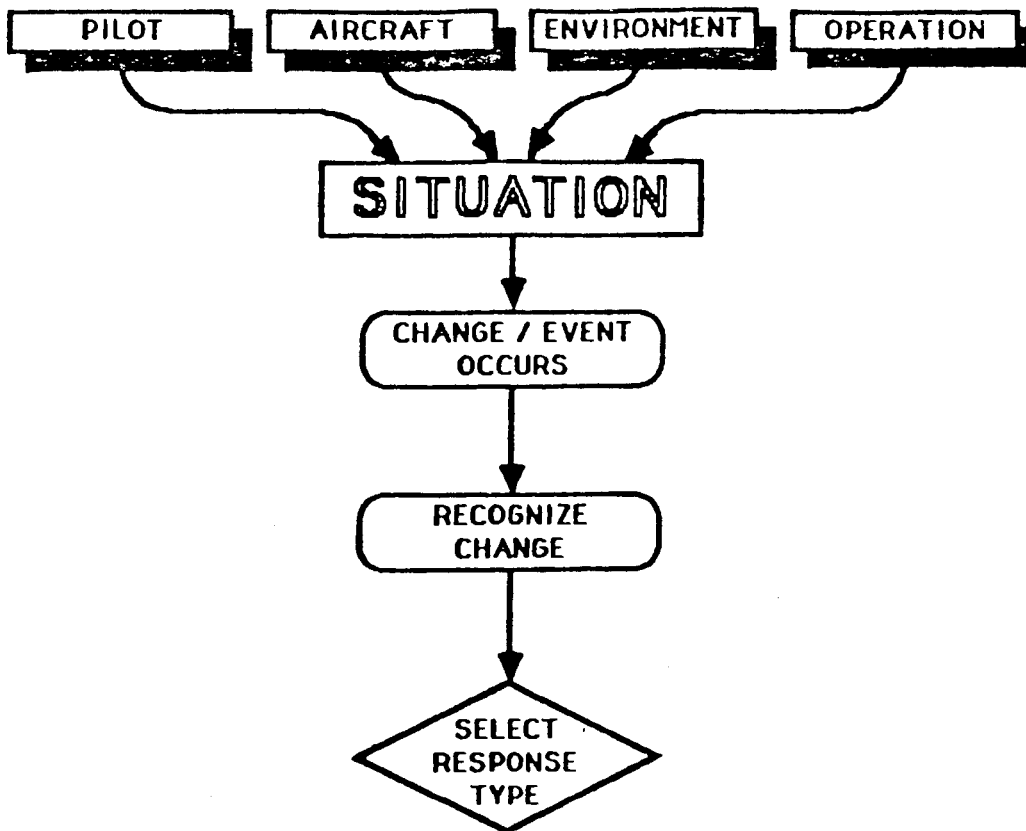 PILOT
AIRCRAFT
ENVIRONMENT
OPERATION
SITUATION
CHANGE / EVENT
OCCURS
RECOGNIZE
CHANGE
SELECT
RESPONSE
TYPE